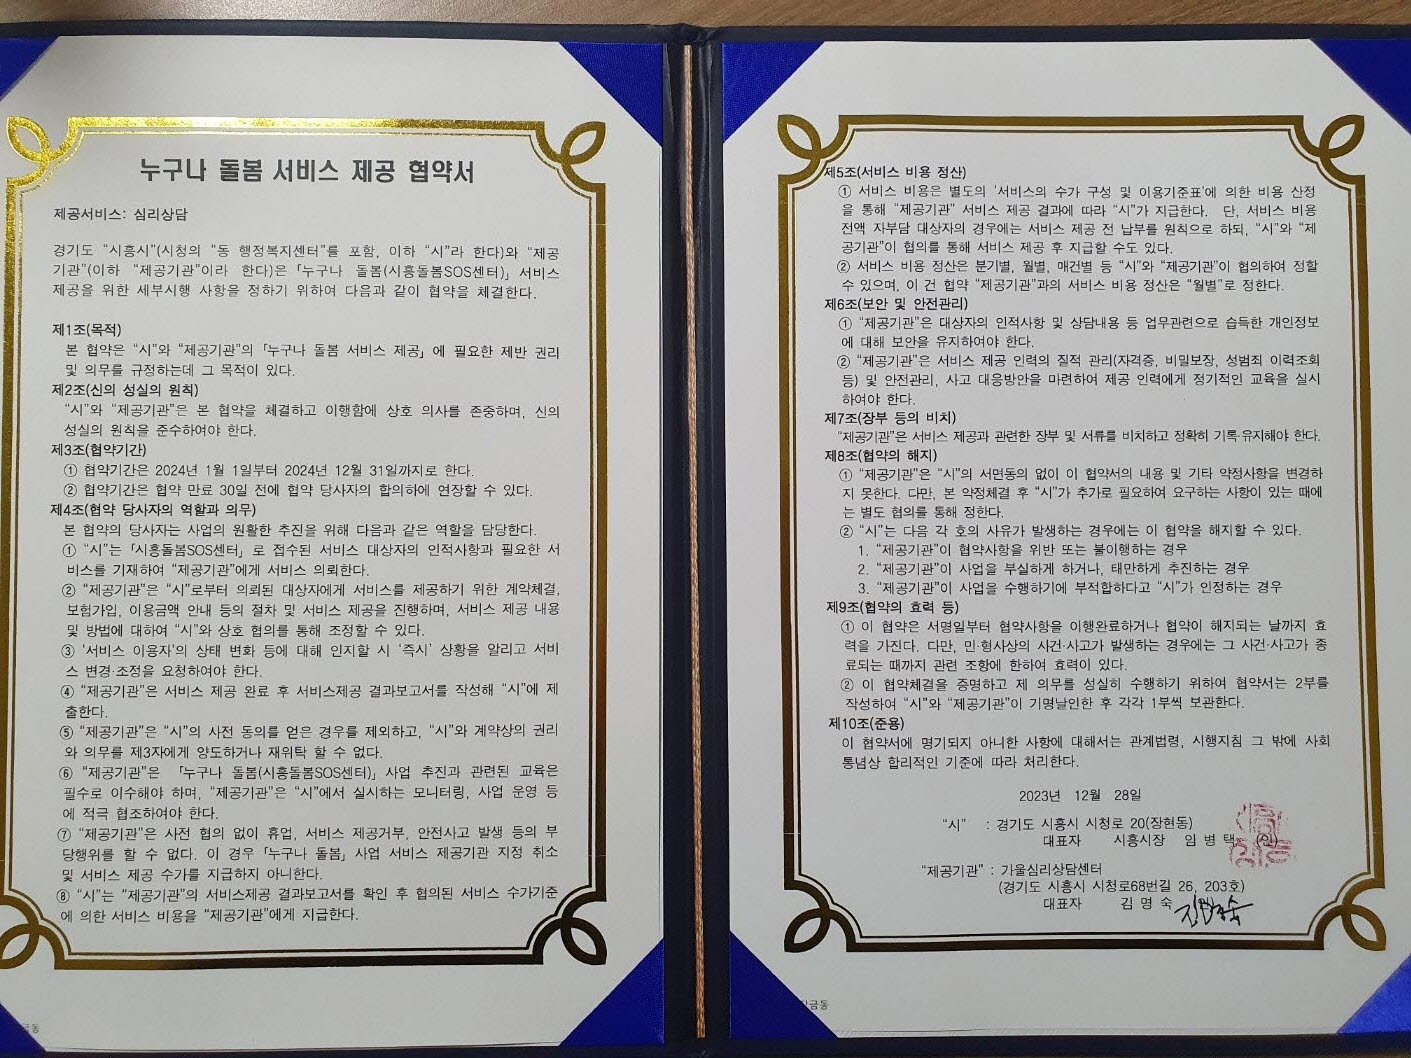 누구나 돌봄 서비스 제공 협약서
제공서비스: 심리상담
경기도 “시흥시”(시청의 “동 행정복지센터”를 포함, 이하 “시”라 한다)와 “제공
기관”(이하 “제공기관”이라 한다)은 「누구나 돌봄(시흥돌봄SOS센터)」 서비스
제공을 위한 세부시행 사항을 정하기 위하여 다음과 같이 협약을 체결한다.
제1조(목적)
본 협약은 “시”와 “제공기관”의 「누구나 돌봄 서비스 제공」에 필요한 제반 권리
및 의무를 규정하는데 그 목적이 있다.
제2조(신의 성실의 원칙)
“시”와 “제공기관”은 본 협약을 체결하고 이행함에 상호 의사를 존중하며, 신의
성실의 원칙을 준수하여야 한다.
제3조(협약기간)
① 협약기간은 2024년 1월 1일부터 2024년 12월 31일까지로 한다.
② 협약기간은 협약 만료 30일 전에 협약 당사자의 합의하에 연장할 수 있다.
제4조(협약 당사자의 역할과 의무)
본 협약의 당사자는 사업의 원활한 추진을 위해 다음과 같은 역할을 담당한다.
① “시”는 「시흥돌봄SOS센터」로 접수된 서비스 대상자의 인적사항과 필요한 서
비스를 기재하여 “제공기관”에게 서비스 의뢰한다.
② “제공기관”은 “시”로부터 의뢰된 대상자에게 서비스를 제공하기 위한 계약체결,
보험가입, 이용금액 안내 등의 절차 및 서비스 제공을 진행하며, 서비스 제공 내용
및 방법에 대하여 “시”와 상호 협의를 통해 조정할 수 있다.
③ ‘서비스 이용자’의 상태 변화 등에 대해 인지할 시 ‘즉시’ 상황을 알리고 서비
스 변경·조정을 요청하여야 한다.
④ “제공기관”은 서비스 제공 완료 후 서비스제공 결과보고서를 작성해 “시”에 제
출한다.
⑤ “제공기관”은 “시”의 사전 동의를 얻은 경우를 제외하고, “시”와 계약상의 권리
와 의무를 제3자에게 양도하거나 재위탁 할 수 없다.
⑥ “제공기관”은 「누구나 돌봄(시흥돌봄SOS센터)」 사업 추진과 관련된 교육은
필수로 이수해야 하며, “제공기관”은 “시”에서 실시하는 모니터링, 사업 운영 등
에 적극 협조하여야 한다.
⑦ “제공기관”은 사전 협의 없이 휴업, 서비스 제공거부, 안전사고 발생 등의 부
당행위를 할 수 없다. 이 경우 「누구나 돌봄」 사업 서비스 제공기관 지정 취소
및 서비스 제공 수가를 지급하지 아니한다.
⑧ “시”는 “제공기관”의 서비스제공 결과보고서를 확인 후 협의된 서비스 수가기준
에 의한 서비스 비용을 “제공기관”에게 지급한다.
제5조(서비스 비용 정산)
① 서비스 비용은 별도의 ‘서비스의 수가 구성 및 이용기준표’에 의한 비용 산정
을 통해 “제공기관” 서비스 제공 결과에 따라 “시”가 지급한다. 단, 서비스 비용
전액 자부담 대상자의 경우에는 서비스 제공 전 납부를 원칙으로 하되, “시”와 “제
공기관”이 협의를 통해 서비스 제공 후 지급할 수도 있다.
② 서비스 비용 정산은 분기별, 월별, 매건별 등 “시”와 “제공기관”이 협의하여 정할
수 있으며, 이 건 협약 “제공기관”과의 서비스 비용 정산은 “월별”로 정한다.
제6조(보안 및 안전관리)
① “제공기관”은 대상자의 인적사항 및 상담내용 등 업무관련으로 습득한 개인정보
에 대해 보안을 유지하여야 한다.
② “제공기관”은 서비스 제공 인력의 질적 관리(자격증, 비밀보장, 성범죄 이력조회
등) 및 안전관리, 사고 대응방안을 마련하여 제공 인력에게 정기적인 교육을 실시
하여야 한다.
제7조(장부 등의 비치)
“제공기관”은 서비스 제공과 관련한 장부 및 서류를 비치하고 정확히 기록·유지해야 한다.
제8조(협약의 해지)
① “제공기관”은 “시”의 서면동의 없이 이 협약서의 내용 및 기타 약정사항을 변경하
지 못한다. 다만, 본 약정체결 후 “시”가 추가로 필요하여 요구하는 사항이 있는 때에
는 별도 협의를 통해 정한다.
② “시”는 다음 각 호의 사유가 발생하는 경우에는 이 협약을 해지할 수 있다.
1. “제공기관”이 협약사항을 위반 또는 불이행하는 경우
2. “제공기관”이 사업을 부실하게 하거나, 태만하게 추진하는 경우
3. “제공기관”이 사업을 수행하기에 부적합하다고 “시”가 인정하는 경우
제9조(협약의 효력 등)
① 이 협약은 서명일부터 협약사항을 이행완료하거나 협약이 해지되는 날까지 효
력을 가진다. 다만, 민·형사상의 사건·사고가 발생하는 경우에는 그 사건·사고가 종
료되는 때까지 관련 조항에 한하여 효력이 있다.
② 이 협약체결을 증명하고 제 의무를 성실히 수행하기 위하여 협약서는 2부를
작성하여 “시”와 “제공기관”이 기명날인한 후 각각 1부씩 보관한다.
제10조(준용)
이 협약서에 명기되지 아니한 사항에 대해서는 관계법령, 시행지침 그 밖에 사회
통념상 합리적인 기준에 따라 처리한다.
2023년 12월 28일
“시” : 경기도 시흥시 시청로 20(장현동)
대표자 시흥시장 임 병 택 (인)
“제공기관” : 가울심리상담센터
(경기도 시흥시 시청로68번길 26, 203호)
대표자 김 명 숙 (인)